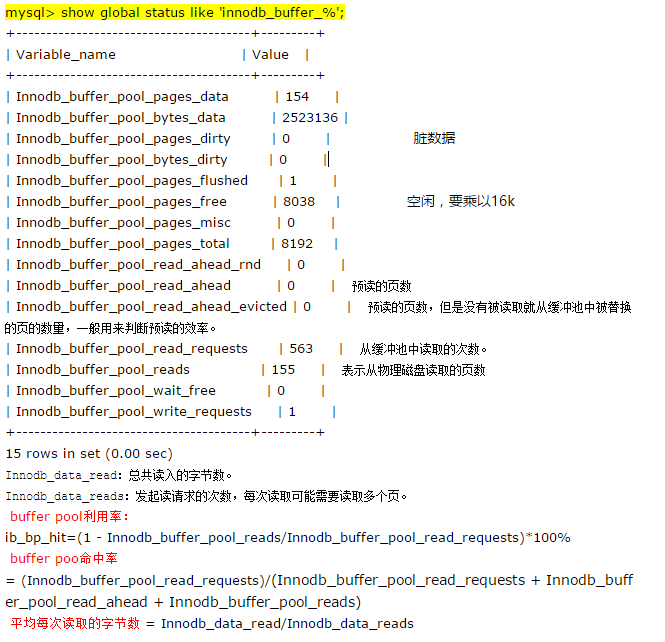 mysql> show global status like 'innodb_buffer_%';
+---------------------------------------+---------+
| Variable_name | Value |
+---------------------------------------+---------+
| Innodb_buffer_pool_pages_data | 154 |
| Innodb_buffer_pool_bytes_data | 2523136 |
| Innodb_buffer_pool_pages_dirty | 0 | 脏数据
| Innodb_buffer_pool_bytes_dirty | 0 |
| Innodb_buffer_pool_pages_flushed | 1 |
| Innodb_buffer_pool_pages_free | 8038 | 空闲，要乘以16k
| Innodb_buffer_pool_pages_misc | 0 |
| Innodb_buffer_pool_pages_total | 8192 |
| Innodb_buffer_pool_read_ahead_rnd | 0 |
| Innodb_buffer_pool_read_ahead | 0 | 预读的页数
| Innodb_buffer_pool_read_ahead_evicted | 0 | 预读的页数，但是没有被读取就从缓冲池中被替换
的页的数量，一般用来判断预读的效率。
| Innodb_buffer_pool_read_requests | 563 | 从缓冲池中读取的次数。
| Innodb_buffer_pool_reads | 155 | 表示从物理磁盘读取的页数
| Innodb_buffer_pool_wait_free | 0 |
| Innodb_buffer_pool_write_requests | 1 |
+---------------------------------------+---------+
15 rows in set (0.00 sec)
Innodb_data_read：总共读入的字节数。
Innodb_data_reads：发起读请求的次数，每次读取可能需要读取多个页。
buffer pool利用率：
ib_bp_hit=(1 - Innodb_buffer_pool_reads/Innodb_buffer_pool_read_requests)*100%
buffer poo命中率
= (Innodb_buffer_pool_read_requests)/(Innodb_buffer_pool_read_requests + Innodb_buff
er_pool_read_ahead + Innodb_buffer_pool_reads)
平均每次读取的字节数 = Innodb_data_read/Innodb_data_reads